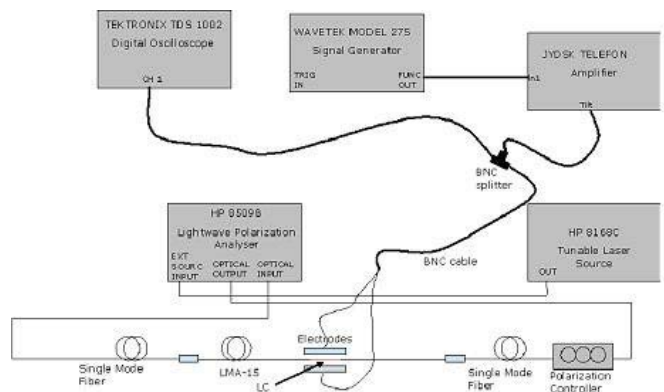 TEKTRONIX TDS 1002
Digital Oscilloscope
CH 1
WAVETEK MODEL 275
Signal Generator
TRIG
IN
FUNC
OUT
JYDSK TELEFON
Amplifier
In1
Tilt
BNC
splitter
HP 8509B
Lightwave Polarization
Analyser
EXT
SOURC
INPUT
OPTICAL
OUTPUT
OPTICAL
INPUT
HP 8168C
Tunable Laser
Source
OUT
BNC cable
Electrodes
Single Mode
Fiber
LMA-15
LC
Single Mode
Fiber
Polarization
Controller